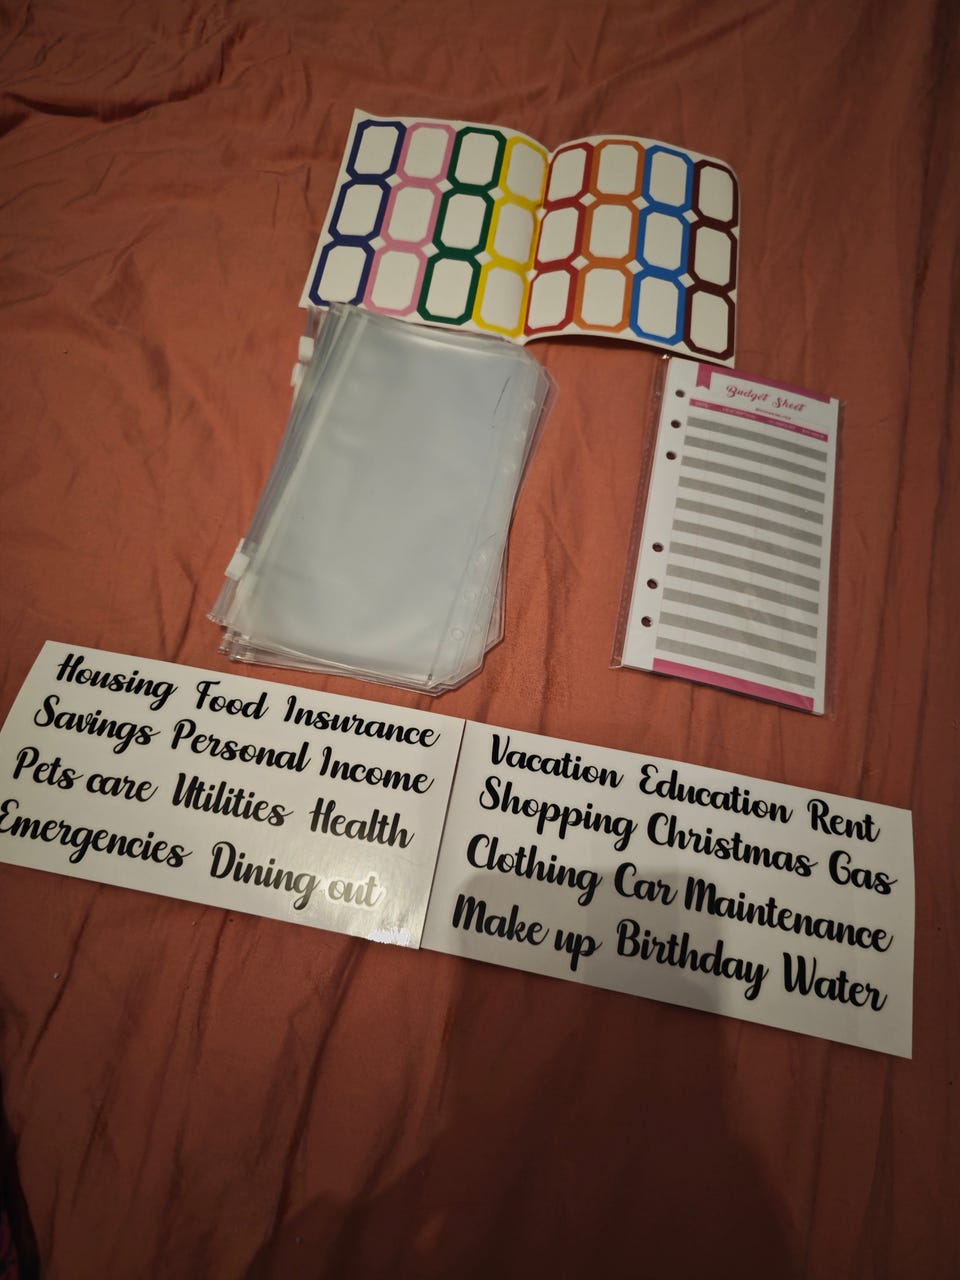 Budget Sheet
Housing Food Insurance
Savings Personal Income
Pets care Utilities Health
Emergencies Dining out
Vacation Education Rent
Shopping Christmas Gas
Clothing Car Maintenance
Make up Birthday Water